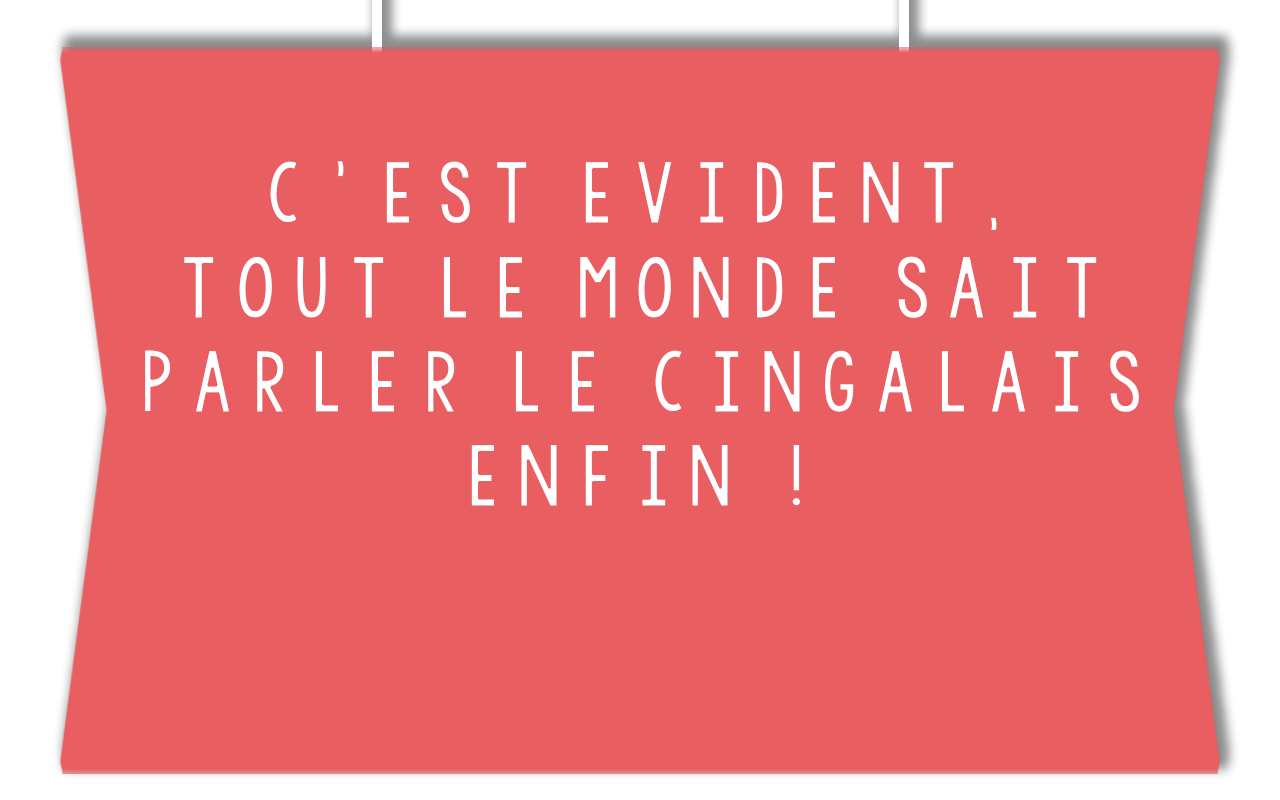 C'EST EVIDENT,
TOUT LE MONDE SAIT
PARLER LE CINGALAIS
ENFIN !